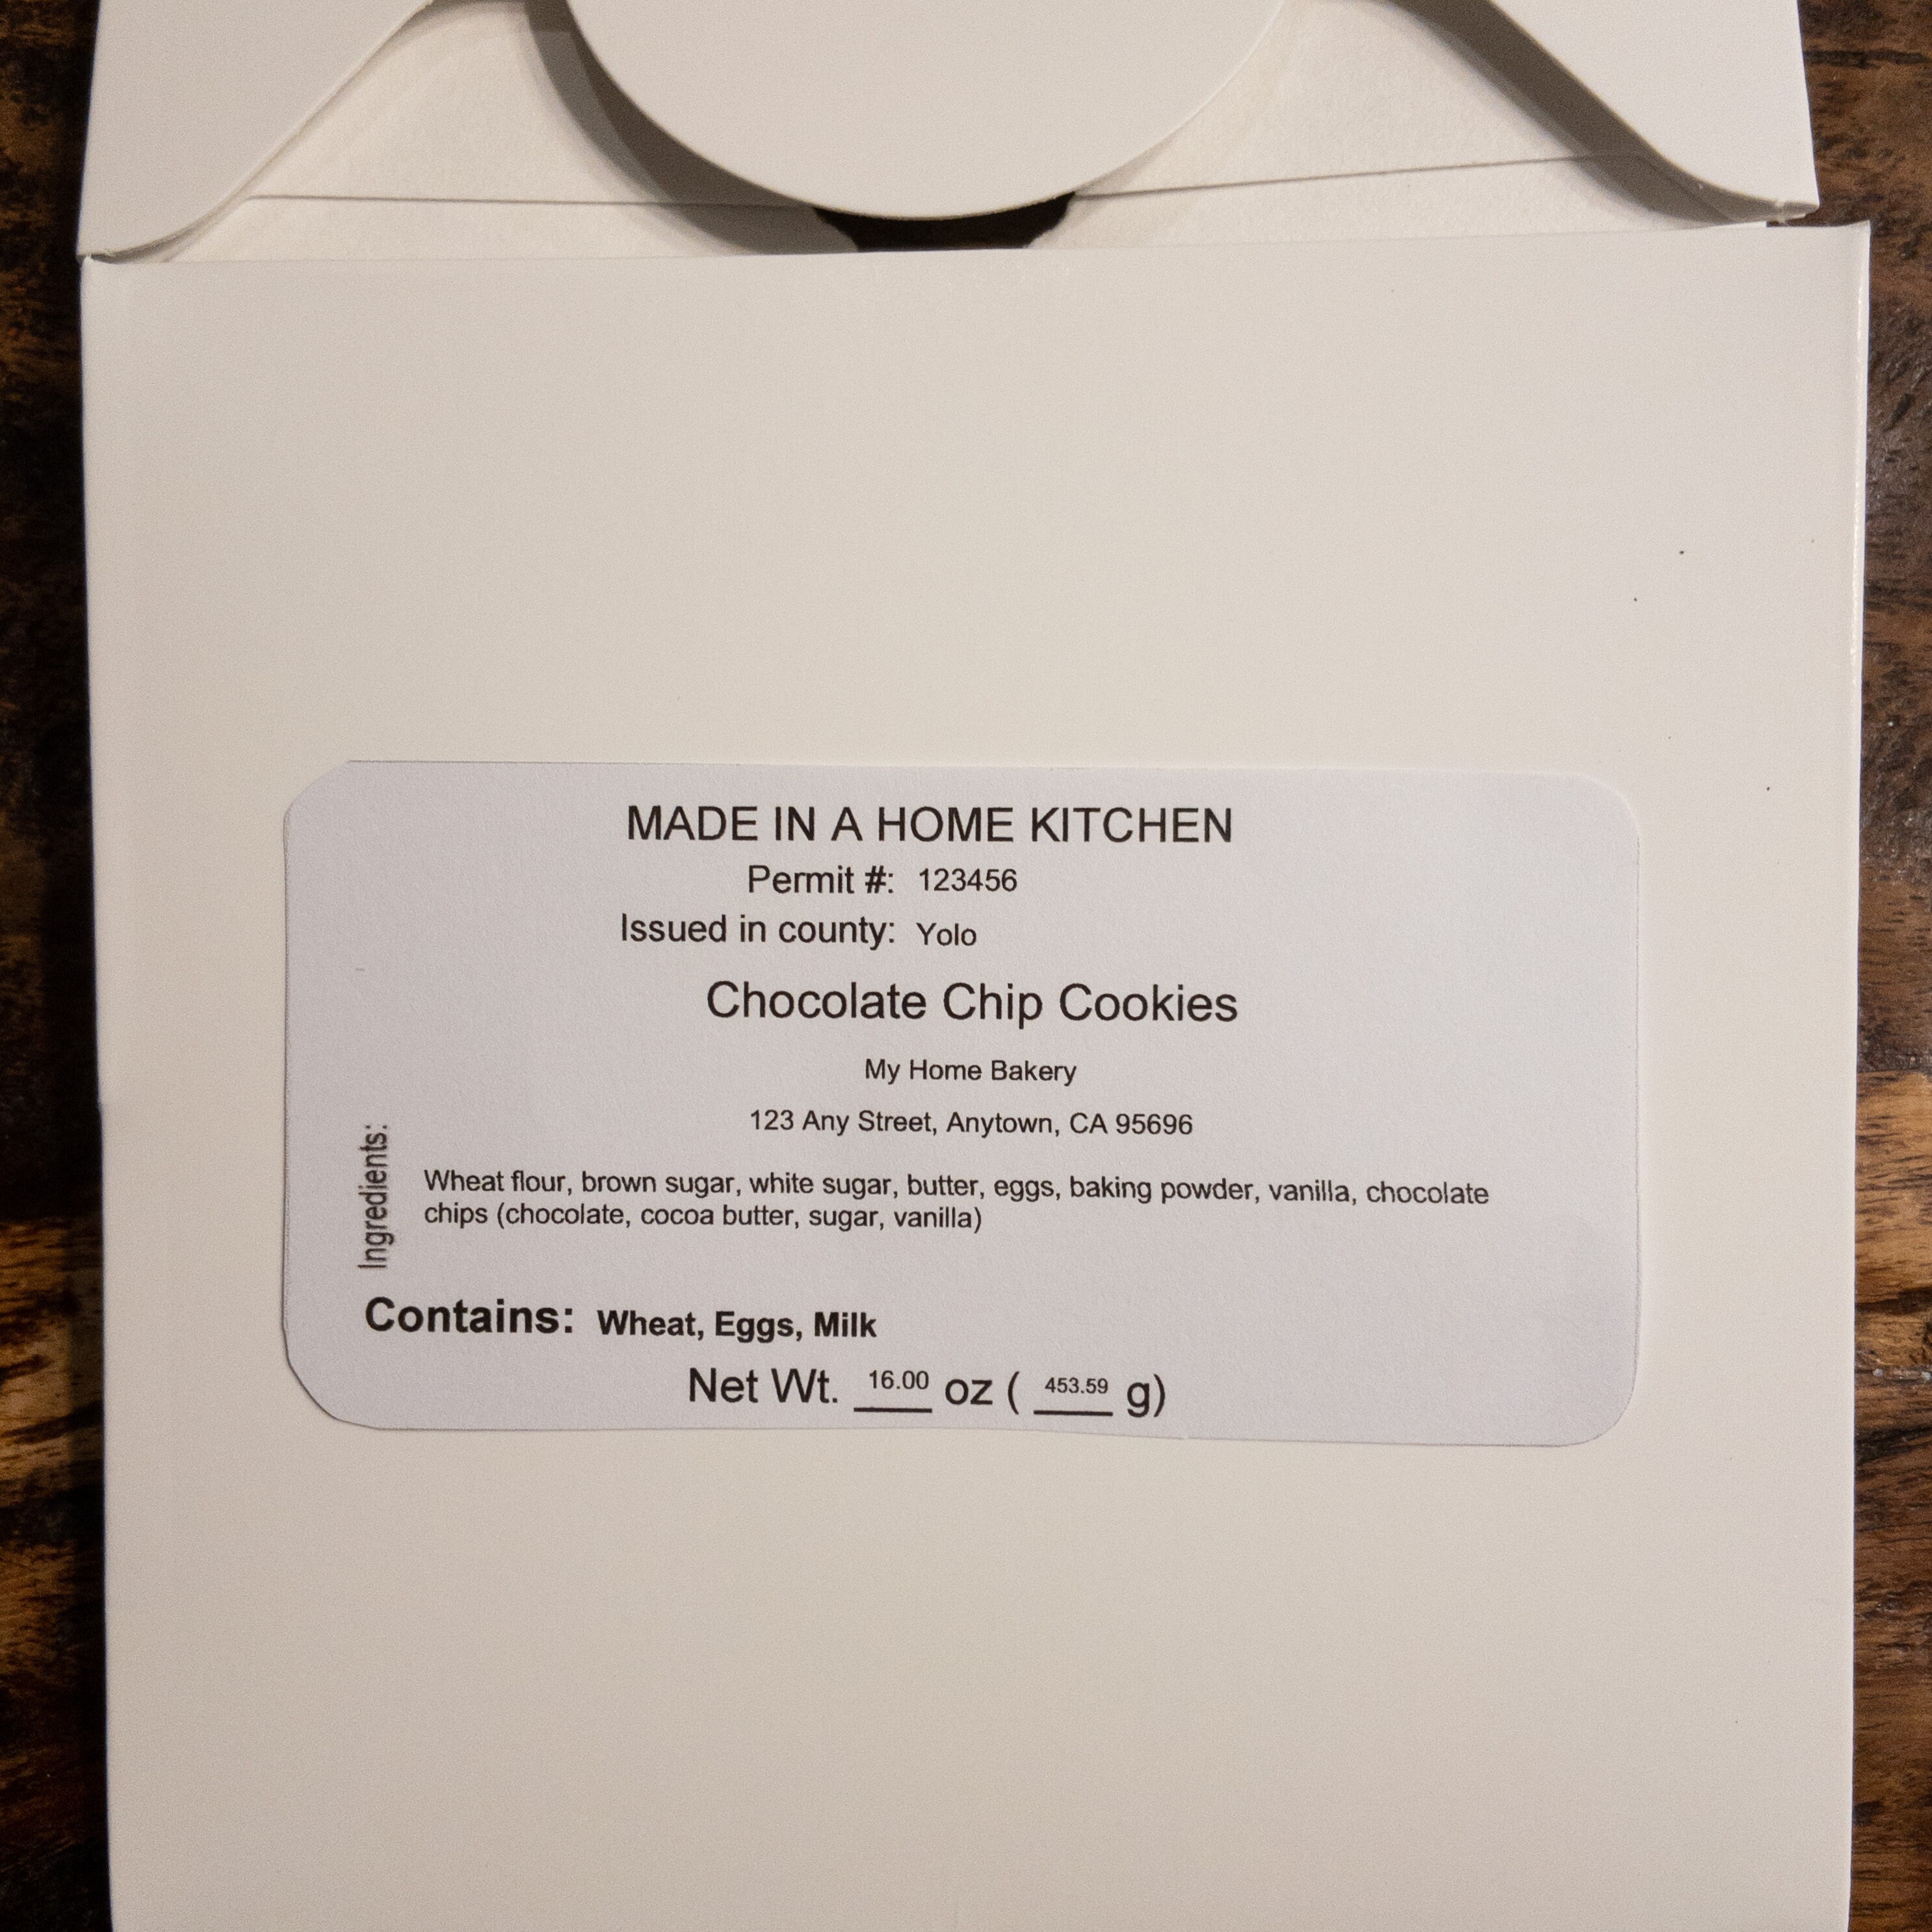 MADE IN A HOME KITCHEN
Permit #: 123456
Issued in county: Yolo
Chocolate Chip Cookies
My Home Bakery
123 Any Street, Anytown, CA 95696
Ingredients:
Wheat flour, brown sugar, white sugar, butter, eggs, baking powder, vanilla, chocolate
chips (chocolate, cocoa butter, sugar, vanilla)
Contains: Wheat, Eggs, Milk
Net Wt. 16.00 oz ( 453.59 g)